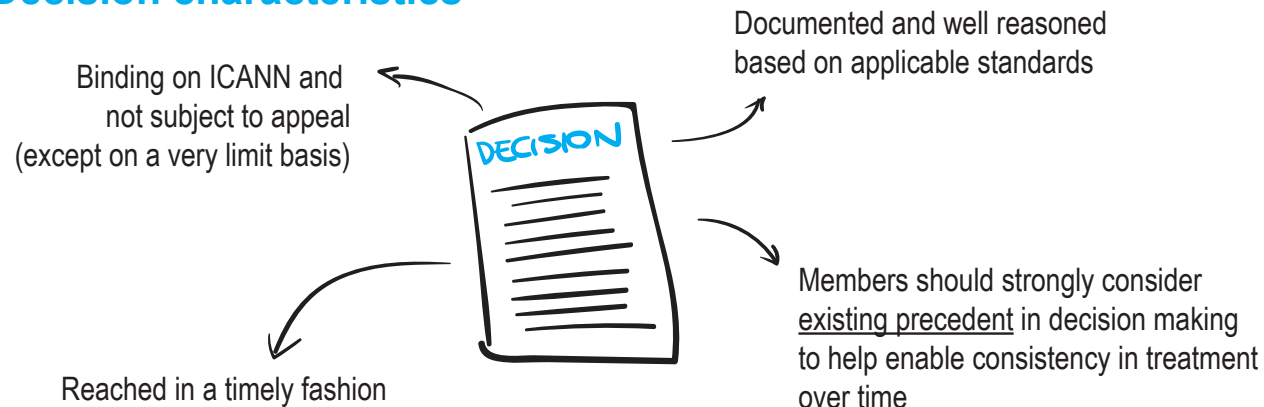 Decision characteristics
Binding on ICANN and
not subject to appeal
(except on a very limit basis)
Documented and well reasoned
based on applicable standards
DECISION
Members should strongly consider
existing precedent in decision making
to help enable consistency in treatment
over time
Reached in a timely fashion